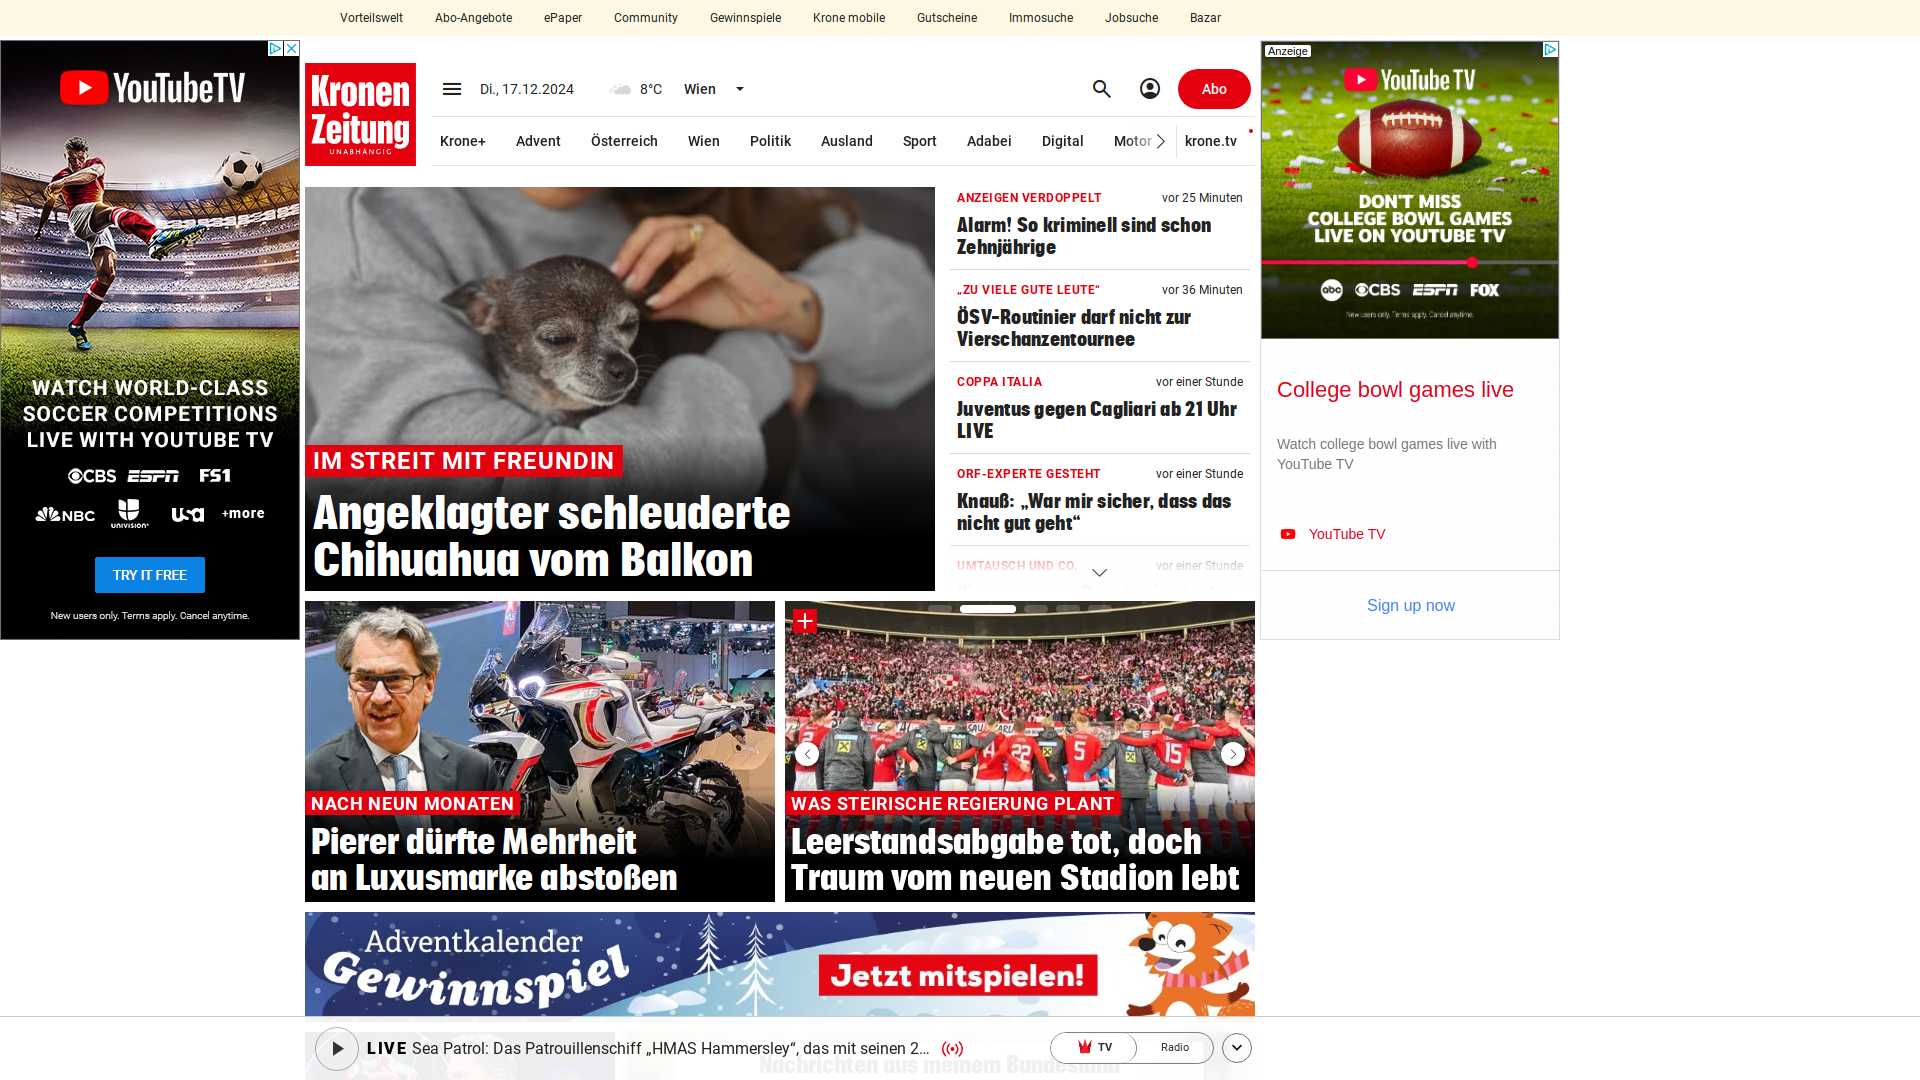 Vorteilswelt
Abo-Angebote
ePaper
Community
Gewinnspiele
Krone mobile
Gutscheine
Immosuche
Jobsuche
Bazar
YouTubeTV
WATCH WORLD-CLASS
SOCCER COMPETITIONS
LIVE WITH YOUTUBE TV
CBS ESPN FS1
NBC UNIVISION USA +more
TRY IT FREE
New users only. Terms apply. Cancel anytime.
Kronen
Zeitung
UNABHÄNGIG
Di., 17.12.2024
8°C
Wien
Abo
Krone+
Advent
Österreich
Wien
Politik
Ausland
Sport
Adabei
Digital
Motor
krone.tv
IM STREIT MIT FREUNDIN
Angeklagter schleuderte
Chihuahua vom Balkon
ANZEIGEN VERDOPPELT vor 25 Minuten
Alarm! So kriminell sind schon
Zehnjährige
„ZU VIELE GUTE LEUTE“ vor 36 Minuten
ÖSV-Routinier darf nicht zur
Vierschanzentournee
COPPA ITALIA vor einer Stunde
Juventus gegen Cagliari ab 21 Uhr
LIVE
ORF-EXPERTE GESTEHT vor einer Stunde
Knauß: „War mir sicher, dass das
nicht gut geht“
UMTAUSCH UND CO. vor einer Stunde
Anzeige
YouTubeTV
DON'T MISS
COLLEGE BOWL GAMES
LIVE ON YOUTUBE TV
abc CBS ESPN FOX
New users only. Terms apply. Cancel anytime.
College bowl games live
Watch college bowl games live with
YouTube TV
YouTube TV
Sign up now
NACH NEUN MONATEN
Pierer dürfte Mehrheit
an Luxusmarke abstoßen
22
5
15
WAS STEIRISCHE REGIERUNG PLANT
Leerstandsabgabe tot, doch
Traum vom neuen Stadion lebt
Adventkalender
Gewinnspiel
Jetzt mitspielen!
LIVE Sea Patrol: Das Patrouillenschiff „HMAS Hammersley“, das mit seinen 2...
TV
Radio
Nachrichten aus meinem Bundesland